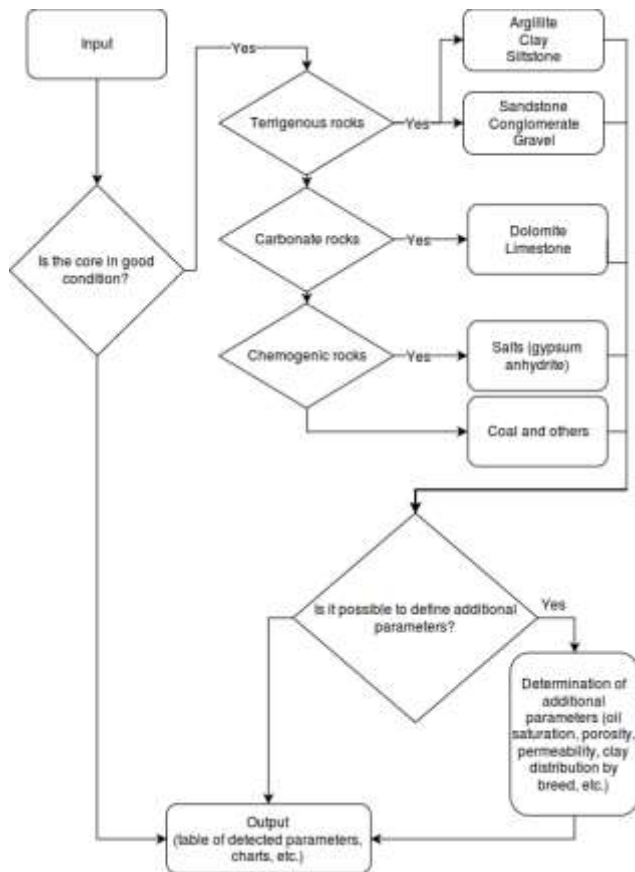 Input
Yes
Argillite
Clay
Siltstone
Terrigenous rocks
Yes
Sandstone
Conglomerate
Gravel
Is the core in good
condition?
Carbonate rocks
Yes
Dolomite
Limestone
Chemogenic rocks
Yes
Salts (gypsum
anhydrite)
Coal and others
Is it possible to define additional
parameters?
Yes
Determination of
additional
parameters (oil
saturation, porosity,
permeability, clay
distribution by
breed, etc.)
Output
(table of detected parameters,
charts, etc.)